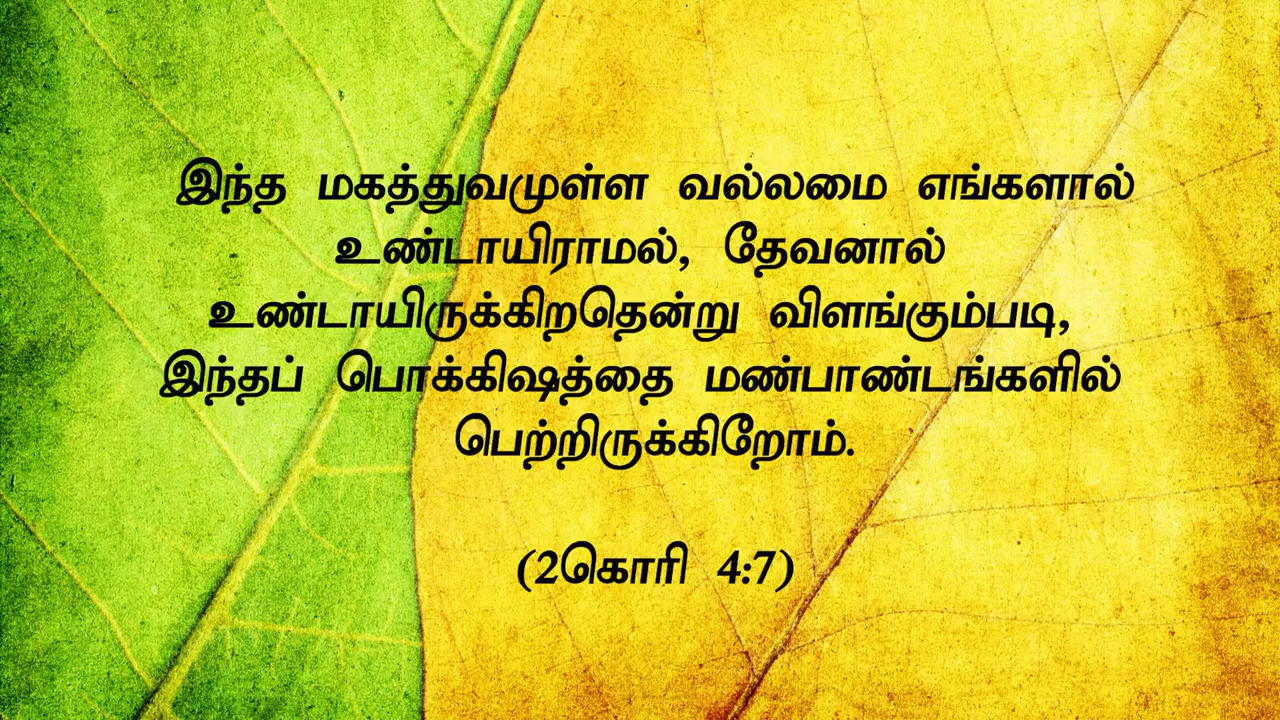 இந்த மகத்துவமுள்ள வல்லமை எங்களால்
உண்டாயிராமல், தேவனால்
உண்டாயிருக்கிறதென்று விளங்கும்படி,
இந்தப் பொக்கிஷத்தை மண்பாண்டங்களில்
பெற்றிருக்கிறோம்.
(2கொரி 4:7)